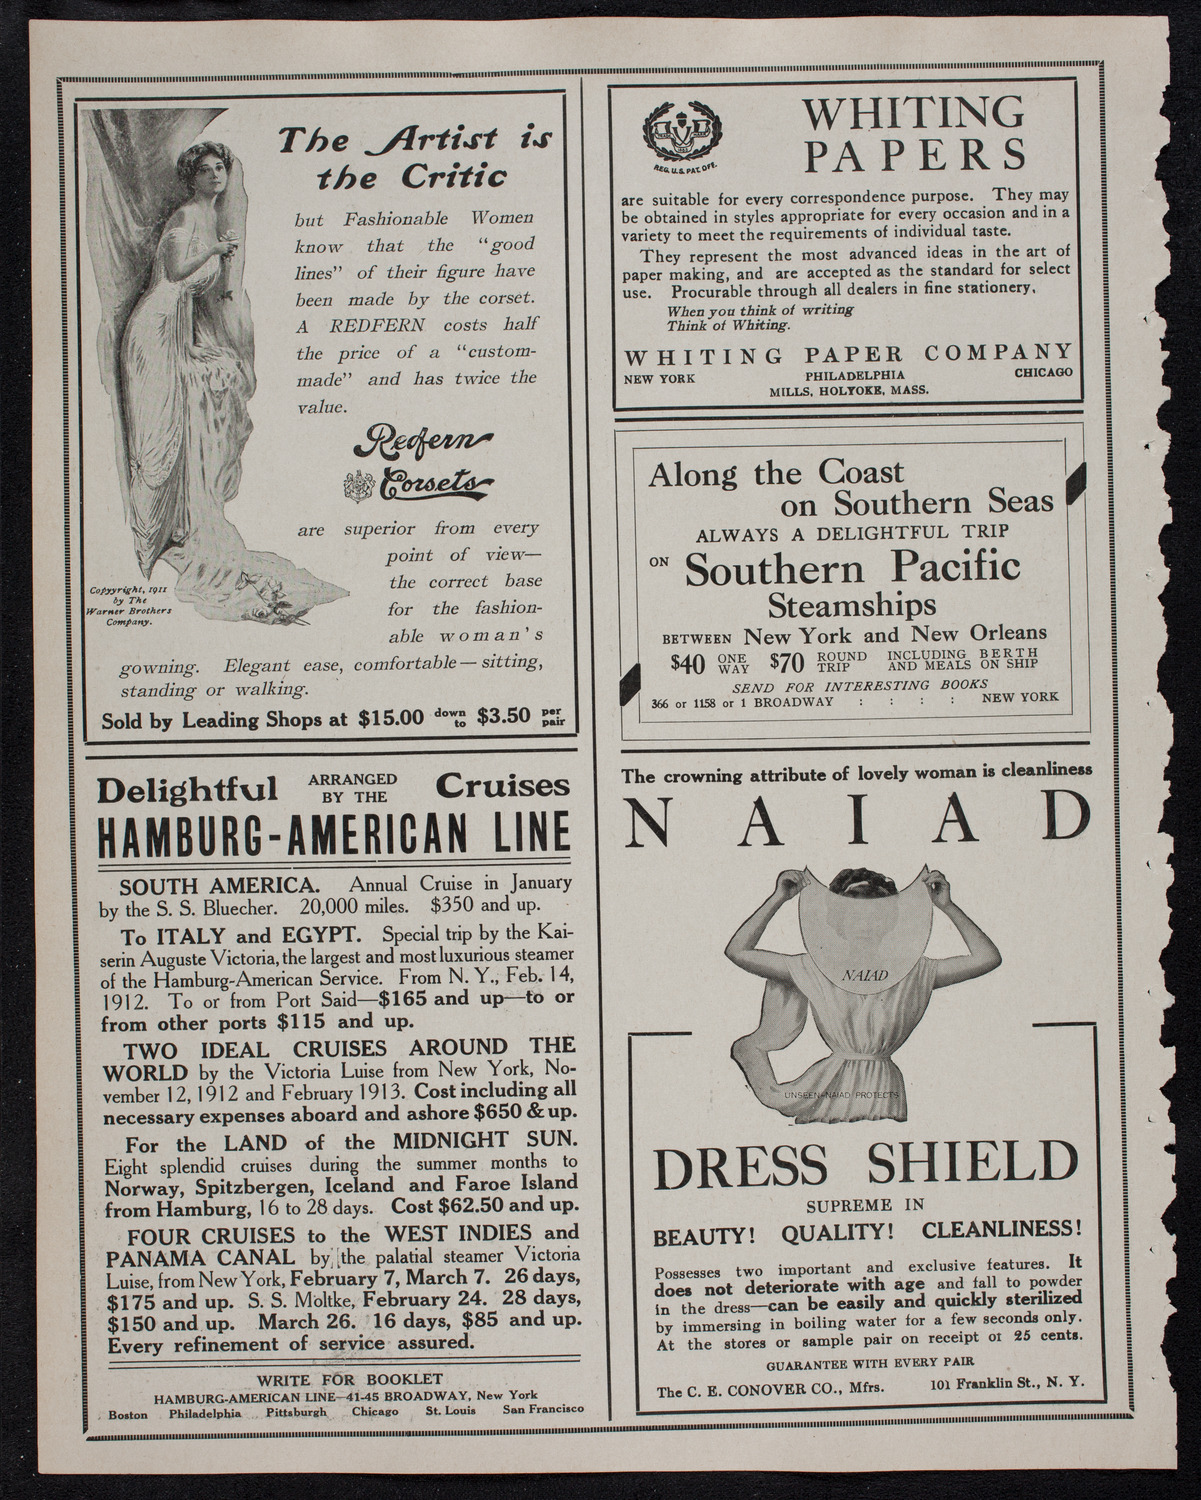 The Artist is
the Critic
but Fashionable Women
know that the "good
lines" of their figure have
been made by the corset.
A REDFERN costs half
the price of a "custom-
made" and has twice the
value.
Redfern
Corsets
are superior from every
point of view—
the correct base
for the fashion-
able woman's
gowning. Elegant ease, comfortable—sitting,
standing or walking.
Copyright, 1911
by The
Warner Brothers
Company.
Sold by Leading Shops at $15.00 down to $3.50 per pair
Delightful ARRANGED BY THE Cruises
HAMBURG-AMERICAN LINE
SOUTH AMERICA. Annual Cruise in January
by the S. S. Bluecher. 20,000 miles. $350 and up.
To ITALY and EGYPT. Special trip by the Kai-
serin Auguste Victoria, the largest and most luxurious steamer
of the Hamburg-American Service. From N. Y., Feb. 14,
1912. To or from Port Said—$165 and up—to or
from other ports $115 and up.
TWO IDEAL CRUISES AROUND THE
WORLD by the Victoria Luise from New York, No-
vember 12, 1912 and February 1913. Cost including all
necessary expenses aboard and ashore $650 & up.
For the LAND of the MIDNIGHT SUN.
Eight splendid cruises during the summer months to
Norway, Spitzbergen, Iceland and Faroe Island
from Hamburg, 16 to 28 days. Cost $62.50 and up.
FOUR CRUISES to the WEST INDIES and
PANAMA CANAL by the palatial steamer Victoria
Luise, from New York, February 7, March 7. 26 days,
$175 and up. S. S. Moltke, February 24. 28 days,
$150 and up. March 26. 16 days, $85 and up.
Every refinement of service assured.
WRITE FOR BOOKLET
HAMBURG-AMERICAN LINE—41-45 BROADWAY, New York
Boston Philadelphia Pittsburgh Chicago St. Louis San Francisco
REG. U.S. PAT. OFF.
WHITING
PAPERS
are suitable for every correspondence purpose. They may
be obtained in styles appropriate for every occasion and in a
variety to meet the requirements of individual taste.
They represent the most advanced ideas in the art of
paper making, and are accepted as the standard for select
use. Procurable through all dealers in fine stationery.
When you think of writing
Think of Whiting.
WHITING PAPER COMPANY
NEW YORK PHILADELPHIA CHICAGO
MILLS, HOLYOKE, MASS.
Along the Coast
on Southern Seas
ALWAYS A DELIGHTFUL TRIP
ON Southern Pacific
Steamships
BETWEEN New York and New Orleans
$40 ONE WAY $70 ROUND TRIP INCLUDING BERTH AND MEALS ON SHIP
SEND FOR INTERESTING BOOKS
366 or 1158 or 1 BROADWAY : : : : NEW YORK
The crowning attribute of lovely woman is cleanliness
NAIAD
NAIAD
UNSEEN-NAIAD PROTECTS
DRESS SHIELD
SUPREME IN
BEAUTY! QUALITY! CLEANLINESS!
Possesses two important and exclusive features. It
does not deteriorate with age and fall to powder
in the dress—can be easily and quickly sterilized
by immersing in boiling water for a few seconds only.
At the stores or sample pair on receipt of 25 cents.
GUARANTEE WITH EVERY PAIR
The C. E. CONOVER CO., Mfrs. 101 Franklin St., N. Y.